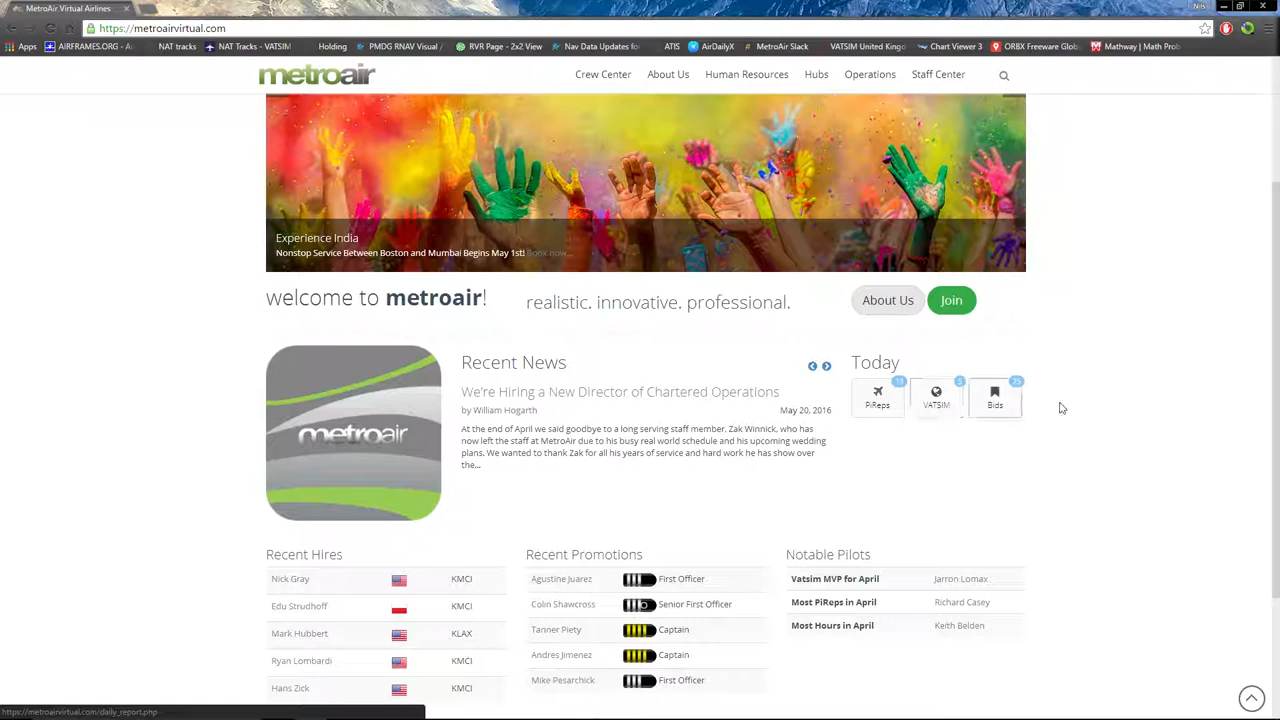 MetroAir Virtual Airlines
Nils
https://metroairvirtual.com
Apps
AIRFRAMES.ORG - A
NAT tracks
NAT Tracks - VATSIM
Holding
PMDG RNAV Visual /
RVR Page - 2x2 View
Nav Data Updates for
ATIS
AirDailyX
MetroAir Slack
VATSIM United King
Chart Viewer 3
ORBX Freeware Glob
Mathway | Math Prob
metroair
Crew Center
About Us
Human Resources
Hubs
Operations
Staff Center
Experience India
Nonstop Service Between Boston and Mumbai Begins May 1st! Book now...
welcome to metroair!
realistic. innovative. professional.
About Us
Join
metroair
Recent News
We're Hiring a New Director of Chartered Operations
by William Hogarth
May 20, 2016
At the end of April we said goodbye to a long serving staff member. Zak Winnick, who has
now left the staff at MetroAir due to his busy real world schedule and his upcoming wedding
plans. We wanted to thank Zak for all his years of service and hard work he has show over
the...
Today
PiReps
5
VATSIM
25
Bids
Recent Hires
Nick Gray KMCI
Edu Strudhoff KMCI
Mark Hubbert KLAX
Ryan Lombardi KMCI
Hans Zick KMCI
Recent Promotions
Agustine Juarez First Officer
Colin Shawcross Senior First Officer
Tanner Piety Captain
Andres Jimenez Captain
Mike Pesarchick First Officer
Notable Pilots
Vatsim MVP for April Jarron Lomax
Most PiReps in April Richard Casey
Most Hours in April Keith Belden
https://metroairvirtual.com/daily_report.php